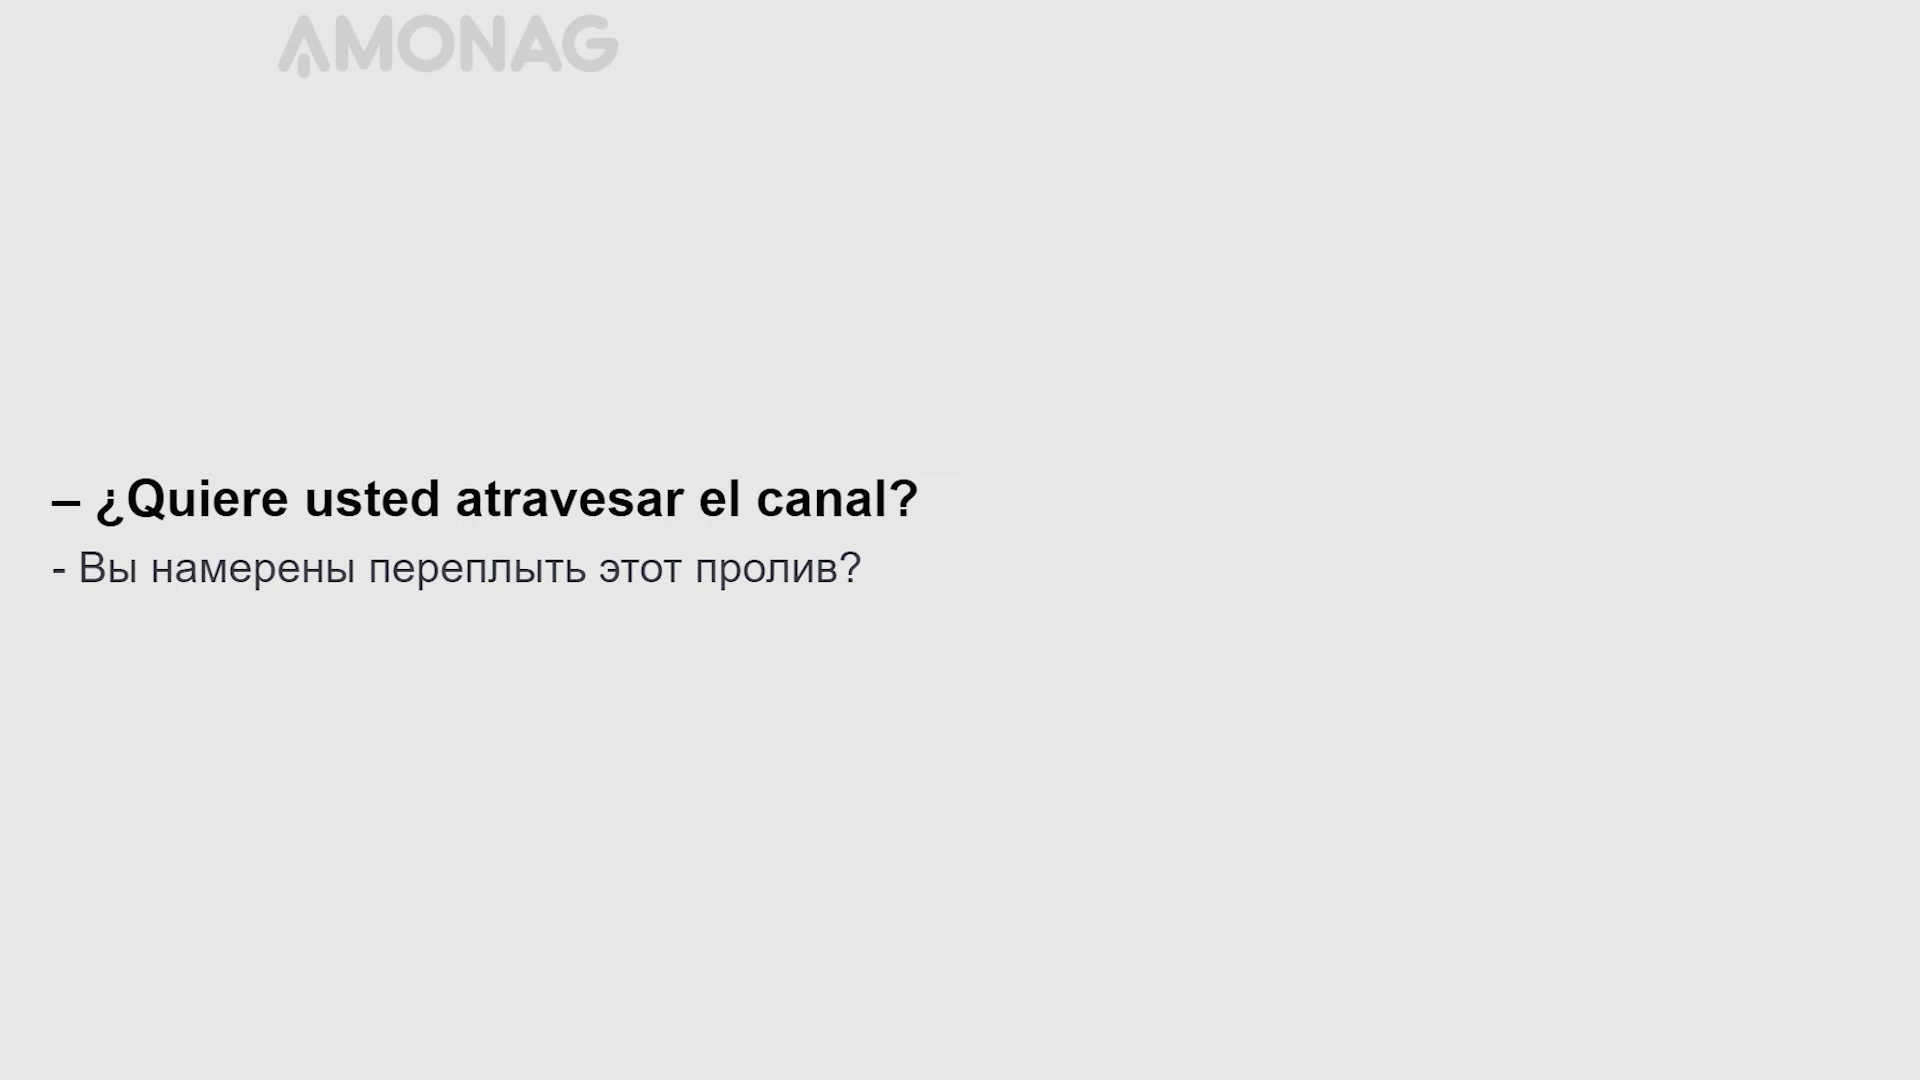 AMONAG
– ¿Quiere usted atravesar el canal?
- Вы намерены переплыть этот пролив?